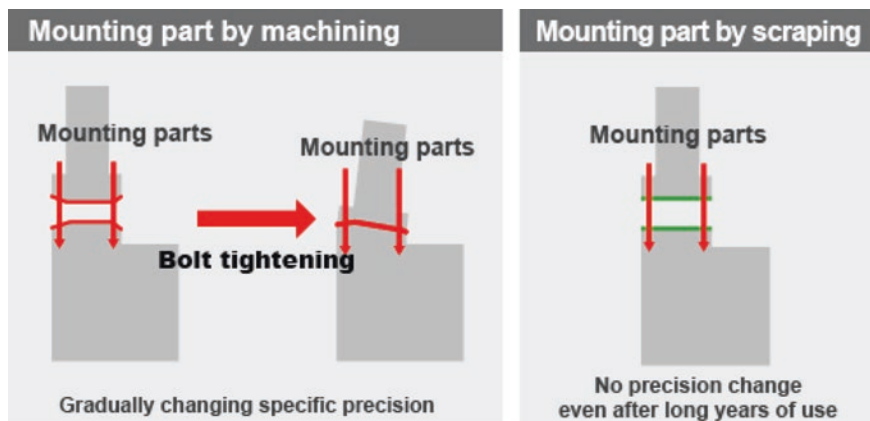 Mounting part by machining
Mounting parts
Mounting parts
Bolt tightening
Gradually changing specific precision
Mounting part by scraping
Mounting parts
No precision change
even after long years of use